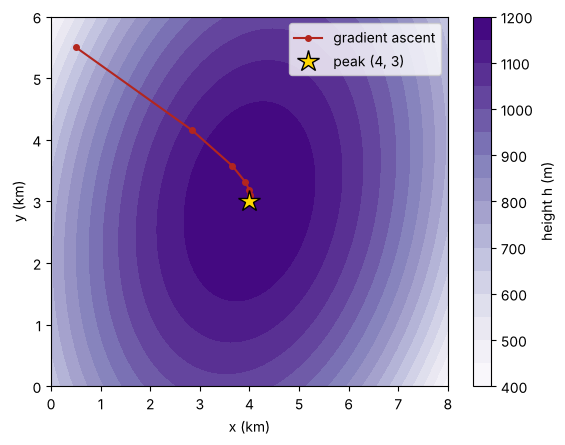 gradient ascent
peak (4, 3)
6
5
4
3
2
1
0
y (km)
0 1 2 3 4 5 6 7 8
x (km)
1200
1100
1000
900
800
700
600
500
400
height h (m)